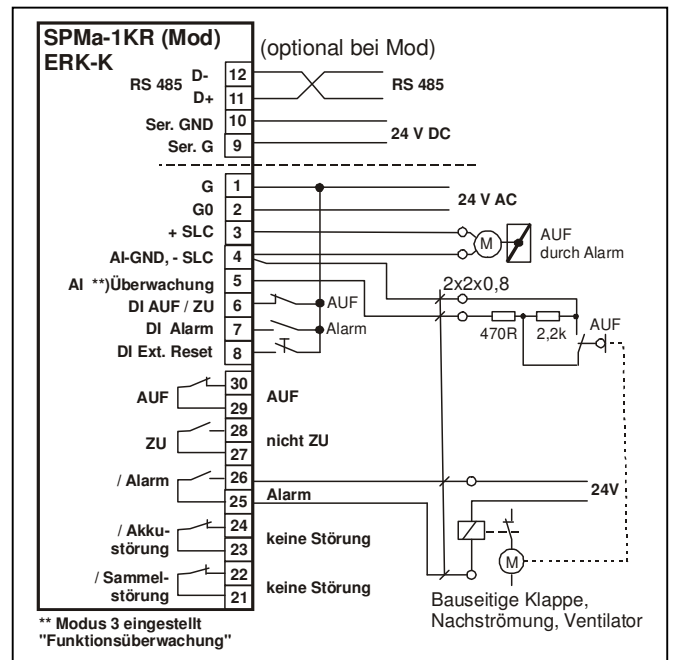 SPMa-1KR (Mod)
ERK-K
(optional bei Mod)
RS 485 D- 12 RS 485
D+ 11
Ser. GND 10
Ser. G 9 24 V DC
G 1
G0 2 24 V AC
+ SLC 3
M AUF
durch Alarm
AI-GND, - SLC 4
AI **)Überwachung 5 2x2x0,8
DI AUF / ZU 6 AUF
DI Alarm 7 Alarm
470R 2,2k AUF
DI Ext. Reset 8
AUF 30 AUF
29
ZU 28 nicht ZU
27
/ Alarm 26
25 Alarm
24V
/ Akku-
störung 24 keine Störung
23
M
/ Sammel-
störung 22 keine Störung
21
Bauseitige Klappe,
Nachströmung, Ventilator
** Modus 3 eingestellt
"Funktionsüberwachung"